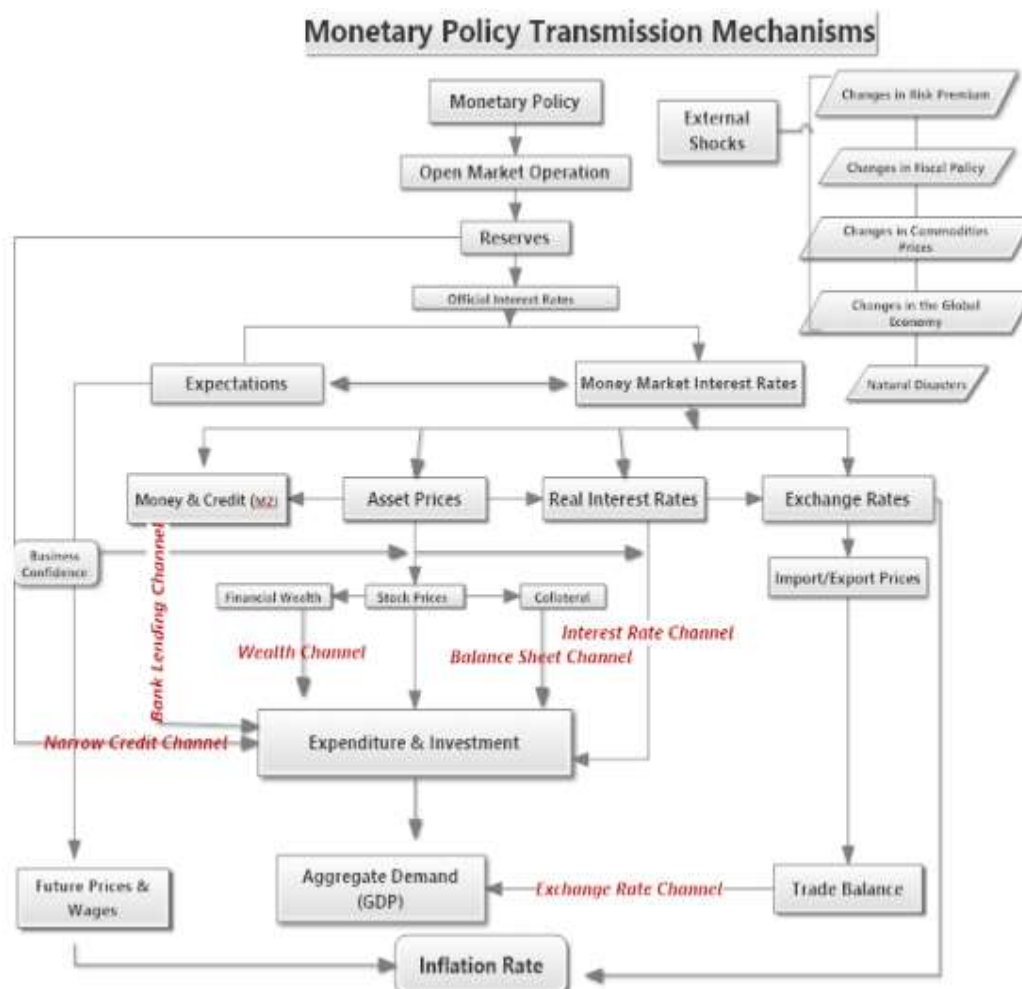 Monetary Policy Transmission Mechanisms
Monetary Policy
External
Shocks
Changes in Risk Premium
Open Market Operation
Changes in Fiscal Policy
Reserves
Changes in Commodities
Prices
Official Interest Rates
Changes in the Global
Economy
Expectations
Money Market Interest Rates
Natural Disasters
Money & Credit (M2)
Asset Prices
Real Interest Rates
Exchange Rates
Business
Confidence
Import/Export Prices
Financial Wealth
Stock Prices
Collateral
Bank Lending Channel
Wealth Channel
Interest Rate Channel
Balance Sheet Channel
Narrow Credit Channel
Expenditure & Investment
Future Prices &
Wages
Aggregate Demand
(GDP)
Exchange Rate Channel
Trade Balance
Inflation Rate